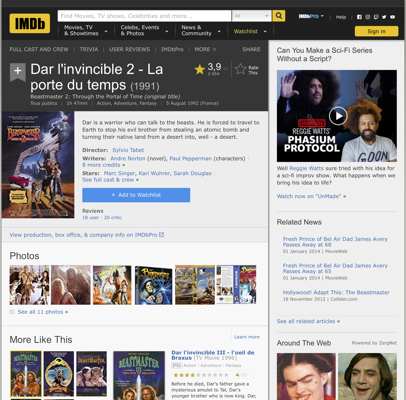 IMDb
Find Movies, TV shows, Celebrities and more...
All
IMDbPro
Help
Movies, TV & Showtimes
Celebs, Events & Photos
News & Community
Watchlist
Sign in
FULL CAST AND CREW | TRIVIA | USER REVIEWS | IMDbPro | MORE
SHARE
Dar l'invincible 2 - La porte du temps (1991)
3,9
Rate This
Beastmaster 2: Through the Portal of Time (original title)
Tous publics | 1h 47min | Action, Adventure, Fantasy | 5 August 1992 (France)
Dar is a warrior who can talk to the beasts. He is forced to travel to
Earth to stop his evil brother from stealing an atomic bomb and
turning their native land from a desert into, well - a desert.
Director: Sylvio Tabet
Writers: Andre Norton (novel), Paul Pepperman (characters) |
8 more credits »
Stars: Marc Singer, Kari Wuhrer, Sarah Douglas |
See full cast & crew »
+ Add to Watchlist
Reviews
18 user | 20 critic
View production, box office, & company info on IMDbPro
Photos
See all 11 photos »
More Like This
Learn more
Dar l'invincible III - l'oeil de
Braxus (TV Movie 1996)
Action | Adventure | Fantasy
Before he died, Dar's father gave a
mysterious amulet to Tal, Dar's
younger brother who is now king. Dar,
Can You Make a Sci-Fi Series
Without a Script?
REGGIE WATTS'
PHASIUM
PROTOCOL
Well Reggie Watts sure tried with his idea for
a sci-fi improv show. What happens when we
bring his idea to life?
Watch now on "UnMade" »
Related News
Fresh Prince of Bel Air Dad James Avery
Passes Away at 68
01 January 2014 | MovieWeb
Fresh Prince of Bel Air Dad James Avery
Passes Away at 65
01 January 2014 | MovieWeb
Hollywood! Adapt This: The Beastmaster
18 November 2012 | Collider.com
See all related articles »
Around The Web
Powered by ZergNet